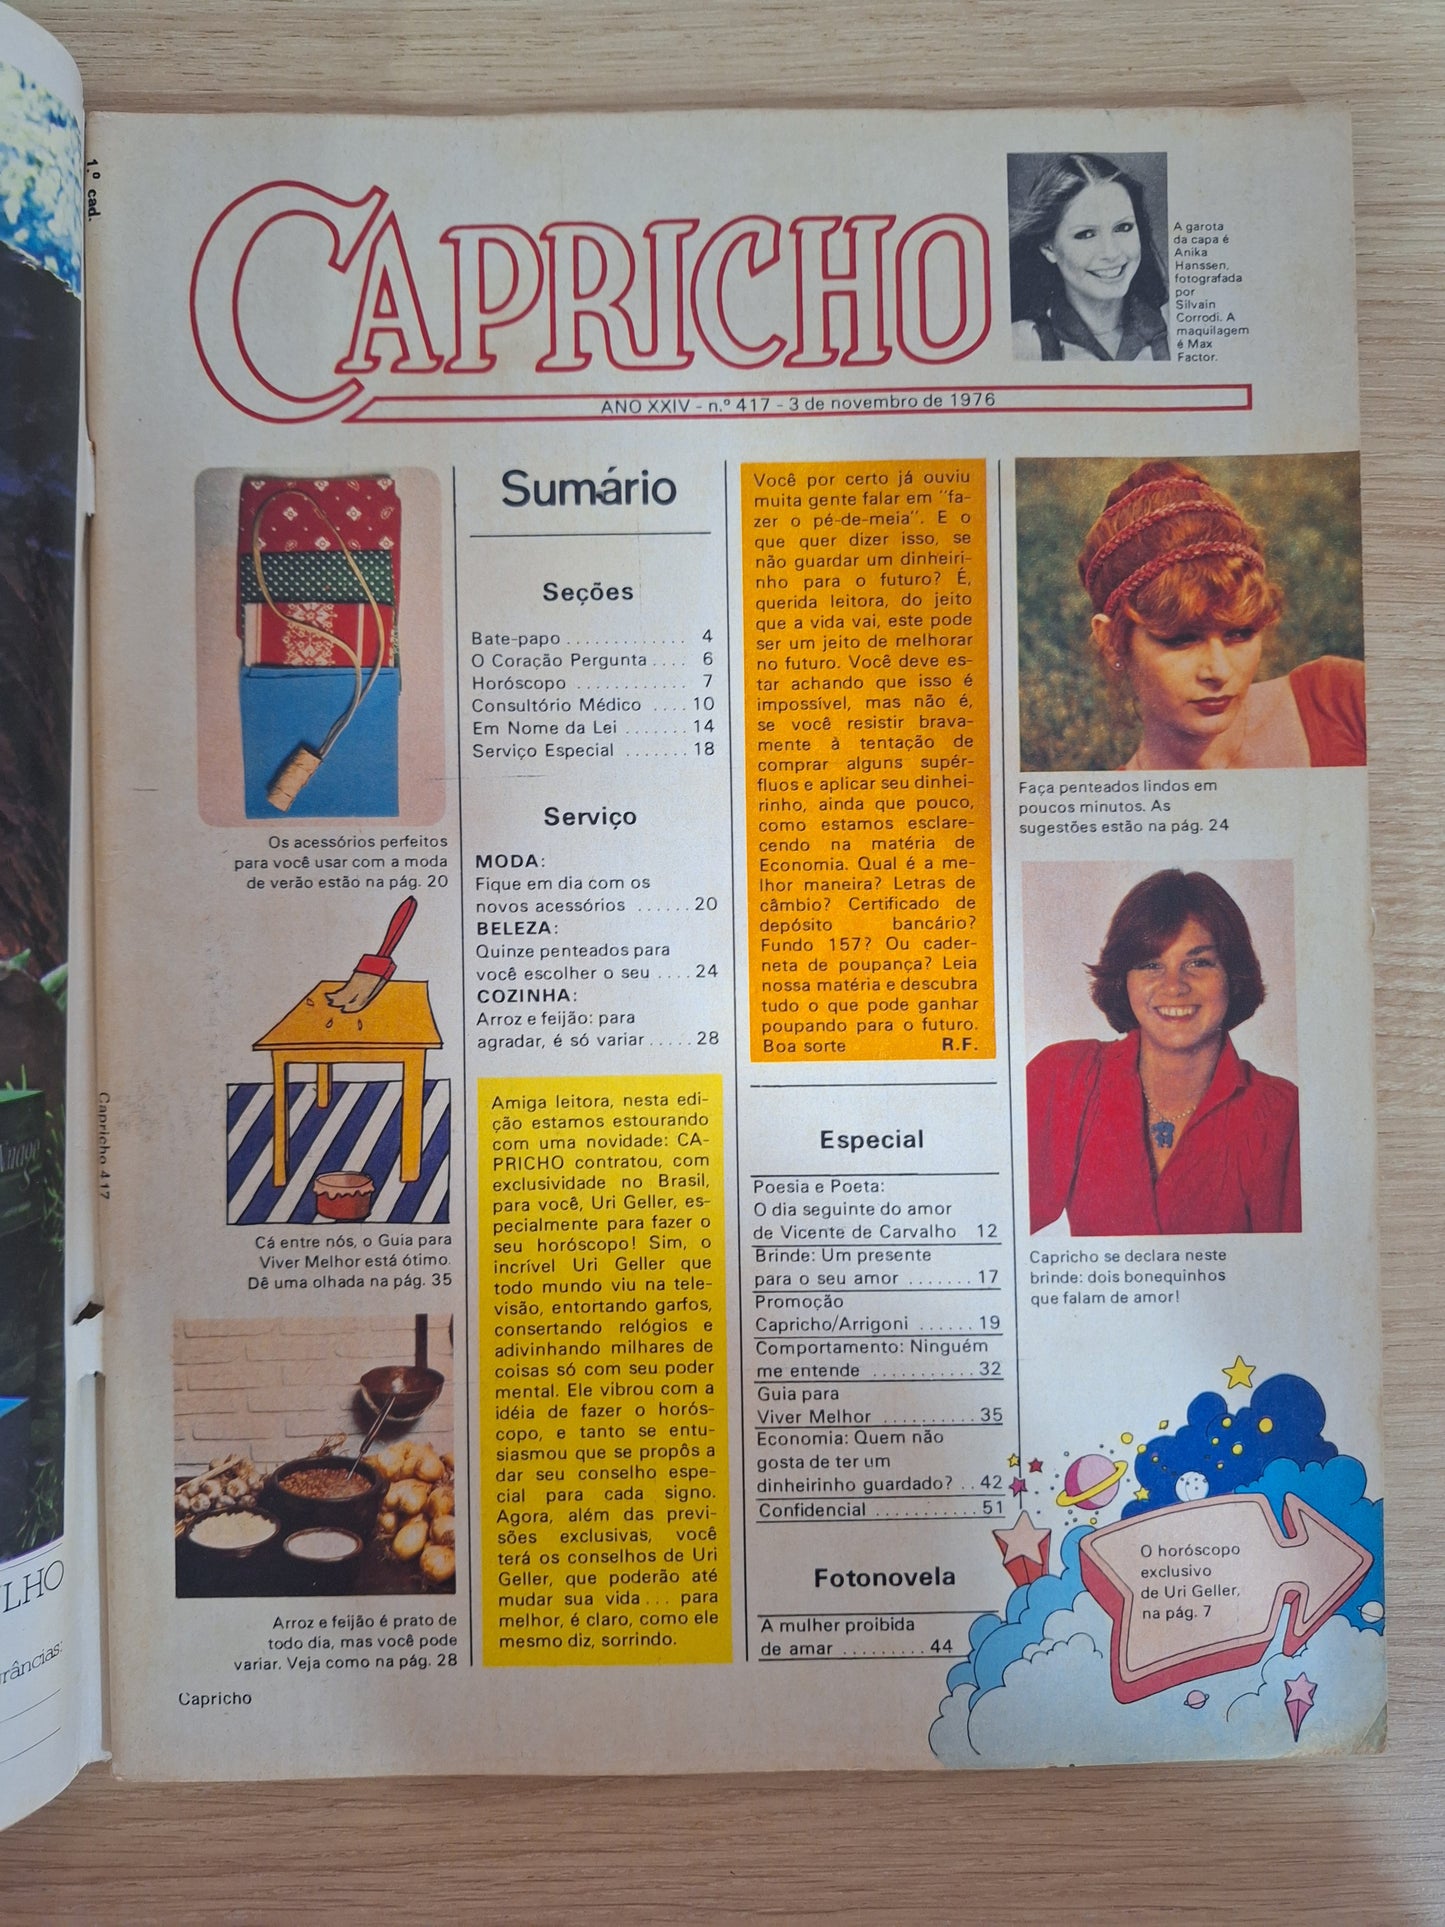 1.º cad.
CAPRICHO
A garota
da capa é
Anika
Hanssen,
fotografada
por
Silvain
Corrodi. A
maquilagem
é Max
Factor.
ANO XXIV - n.º 417 - 3 de novembro de 1976
Os acessórios perfeitos
para você usar com a moda
de verão estão na pág. 20
Cá entre nós, o Guia para
Viver Melhor está ótimo.
Dê uma olhada na pág. 35
Arroz e feijão é prato de
todo dia, mas você pode
variar. Veja como na pág. 28
Capricho
Capricho 417
Sumário
Seções
Bate-papo ............. 4
O Coração Pergunta .... 6
Horóscopo ............ 7
Consultório Médico .... 10
Em Nome da Lei ....... 14
Serviço Especial ....... 18
Serviço
MODA:
Fique em dia com os
novos acessórios ...... 20
BELEZA:
Quinze penteados para
você escolher o seu .... 24
COZINHA:
Arroz e feijão: para
agradar, é só variar ..... 28
Amiga leitora, nesta edi-
ção estamos estourando
com uma novidade: CA-
PRICHO contratou, com
exclusividade no Brasil,
para você, Uri Geller, es-
pecialmente para fazer o
seu horóscopo! Sim, o
incrível Uri Geller que
todo mundo viu na tele-
visão, entortando garfos,
consertando relógios e
adivinhando milhares de
coisas só com seu poder
mental. Ele vibrou com a
idéia de fazer o horós-
copo, e tanto se entu-
siasmou que se propôs a
dar seu conselho espe-
cial para cada signo.
Agora, além das previ-
sões exclusivas, você
terá os conselhos de Uri
Geller, que poderão até
mudar sua vida... para
melhor, é claro, como ele
mesmo diz, sorrindo.
Você por certo já ouviu
muita gente falar em "fa-
zer o pé-de-meia". E o
que quer dizer isso, se
não guardar um dinheiri-
nho para o futuro? É,
querida leitora, do jeito
que a vida vai, este pode
ser um jeito de melhorar
no futuro. Você deve es-
tar achando que isso é
impossível, mas não é,
se você resistir brava-
mente à tentação de
comprar alguns supér-
fluos e aplicar seu dinhei-
rinho, ainda que pouco,
como estamos esclare-
cendo na matéria de
Economia. Qual é a me-
lhor maneira? Letras de
câmbio? Certificado de
depósito bancário?
Fundo 157? Ou cader-
neta de poupança? Leia
nossa matéria e descubra
tudo o que pode ganhar
poupando para o futuro.
Boa sorte R.F.
Especial
Poesia e Poeta:
O dia seguinte do amor
de Vicente de Carvalho 12
Brinde: Um presente
para o seu amor ....... 17
Promoção
Capricho/Arrigoni ...... 19
Comportamento: Ninguém
me entende ........... 32
Guia para
Viver Melhor .......... 35
Economia: Quem não
gosta de ter um
dinheirinho guardado? .. 42
Confidencial ........... 51
Fotonovela
A mulher proibida
de amar ......... 44
Faça penteados lindos em
poucos minutos. As
sugestões estão na pág. 24
Capricho se declara neste
brinde: dois bonequinhos
que falam de amor!
O horóscopo
exclusivo
de Uri Geller,
na pág. 7
LHO
râncias: